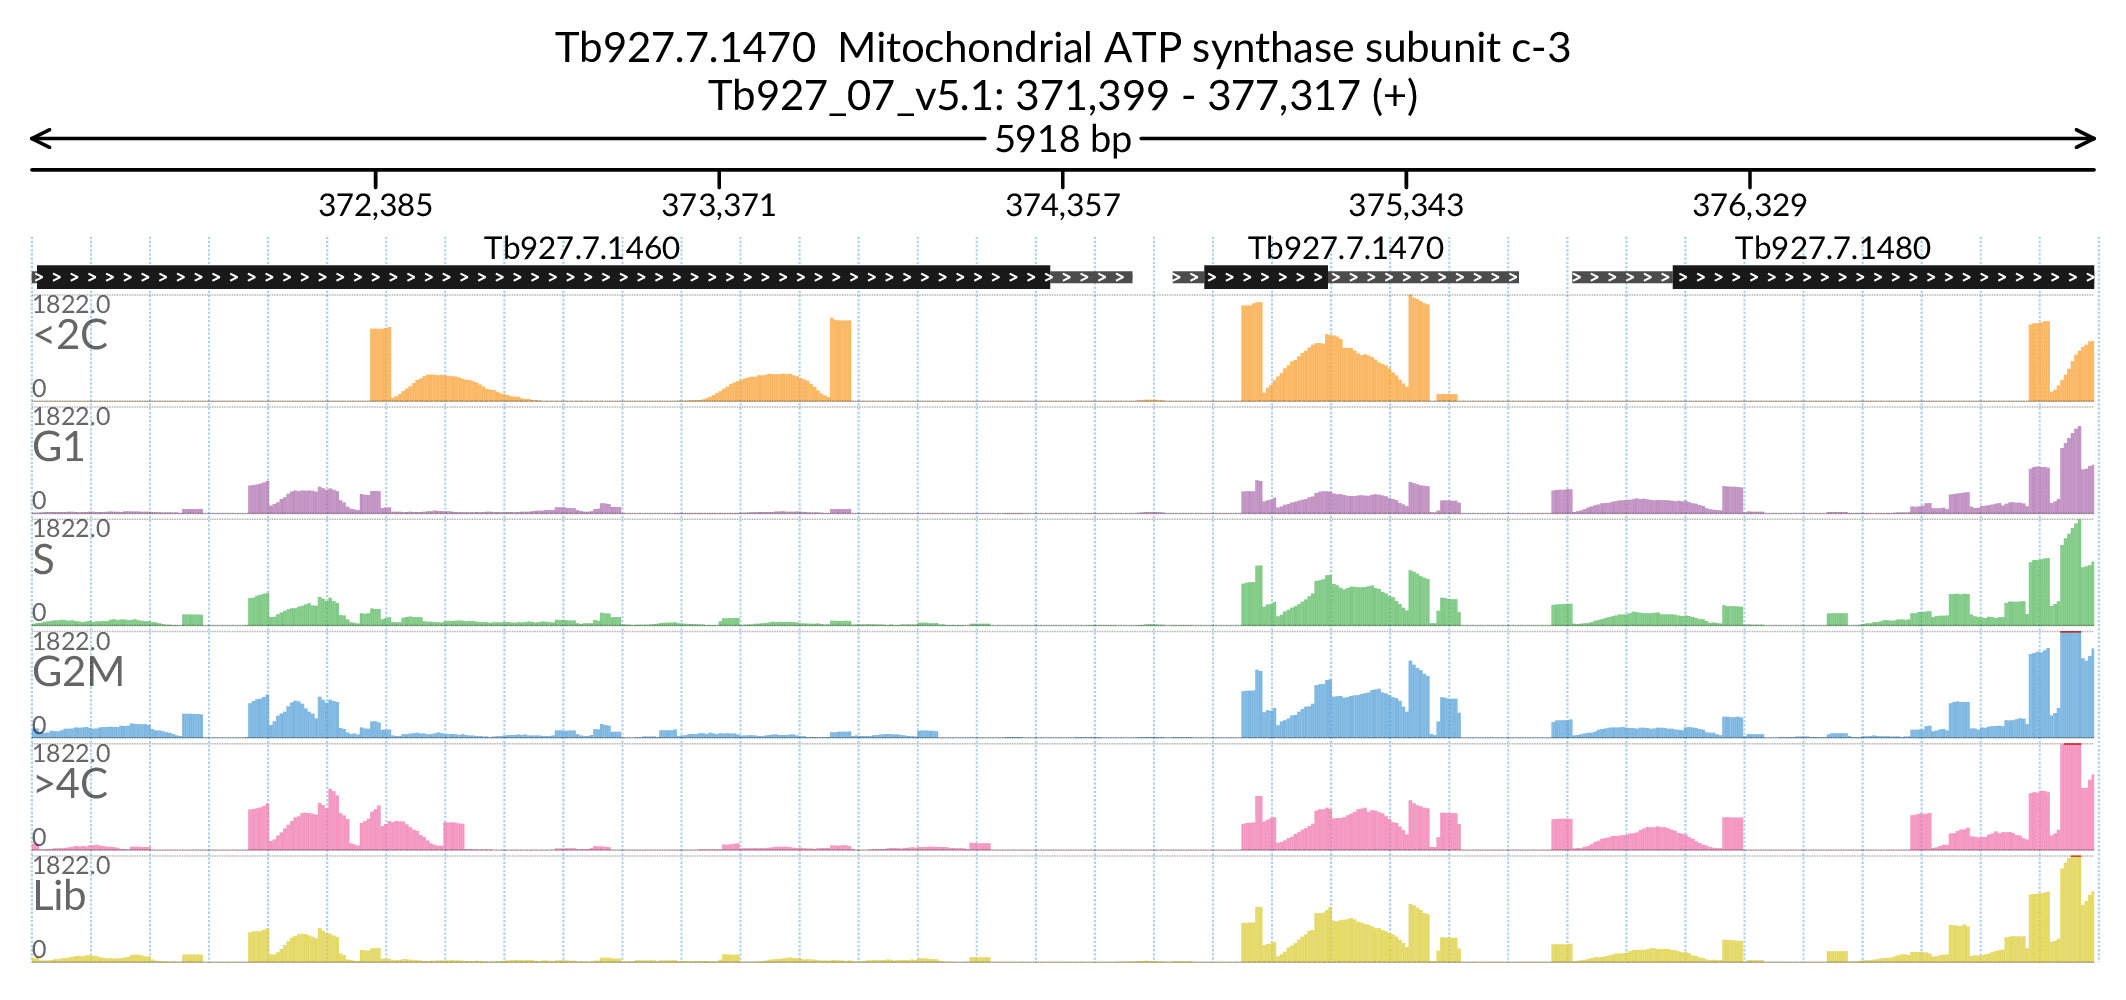 Tb927.7.1470  Mitochondrial ATP synthase subunit c-3
Tb927_07_v5.1: 371,399 - 377,317 (+)
5918 bp
372,385 373,371 374,357 375,343 376,329
Tb927.7.1460 Tb927.7.1470 Tb927.7.1480
1822.0
<2C
0
1822.0
G1
0
1822.0
S
0
1822.0
G2M
0
1822.0
>4C
0
1822.0
Lib
0